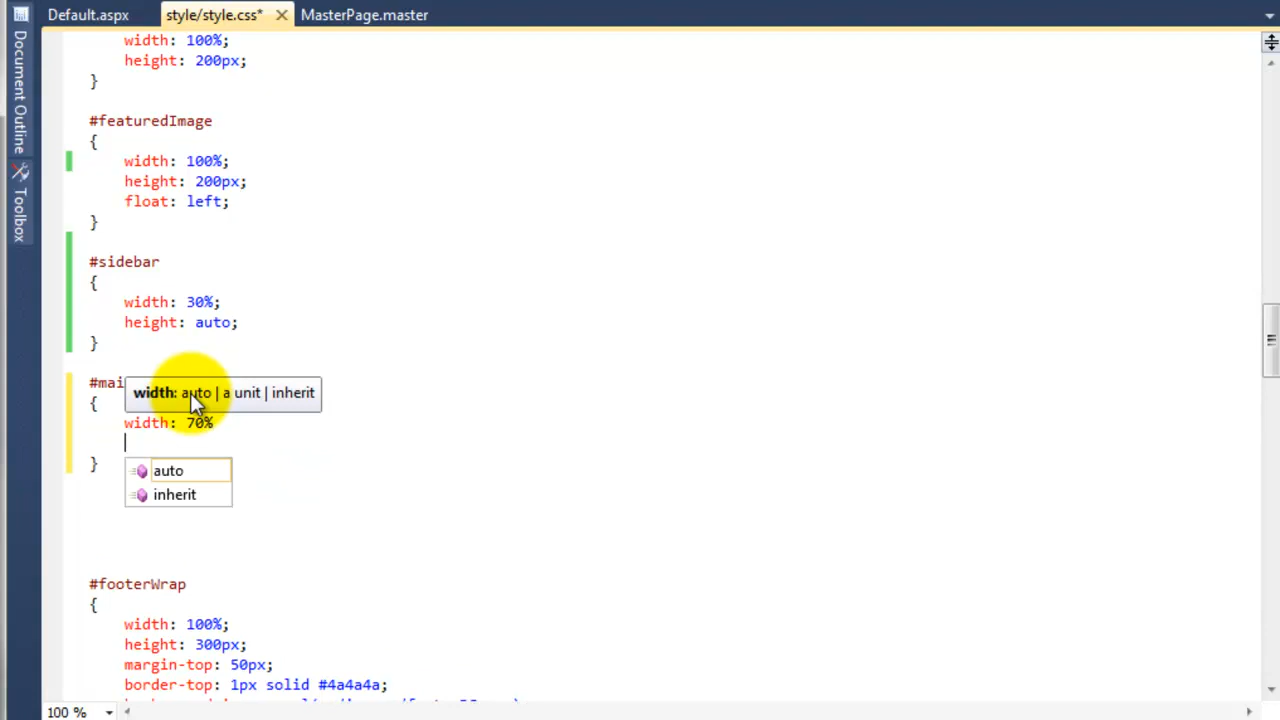 Default.aspx style/style.css* MasterPage.master
Document Outline
Toolbox
width: 100%;
height: 200px;
}
#featuredImage
{
width: 100%;
height: 200px;
float: left;
}
#sidebar
{
width: 30%;
height: auto;
}
#mai
width: auto | a unit | inherit
{
width: 70%
auto
}
inherit
#footerWrap
{
width: 100%;
height: 300px;
margin-top: 50px;
border-top: 1px solid #4a4a4a;
100 %